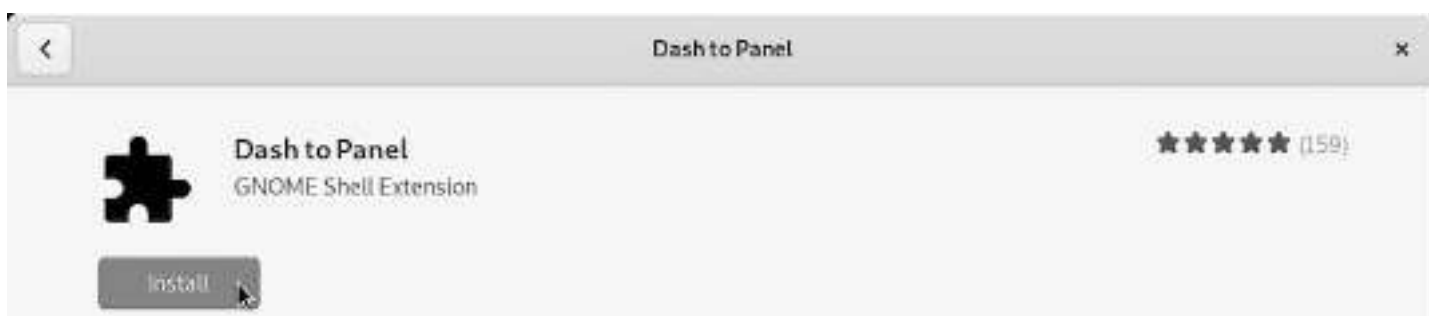 Dash to Panel
Dash to Panel
(159)
GNOME Shell Extension
Install